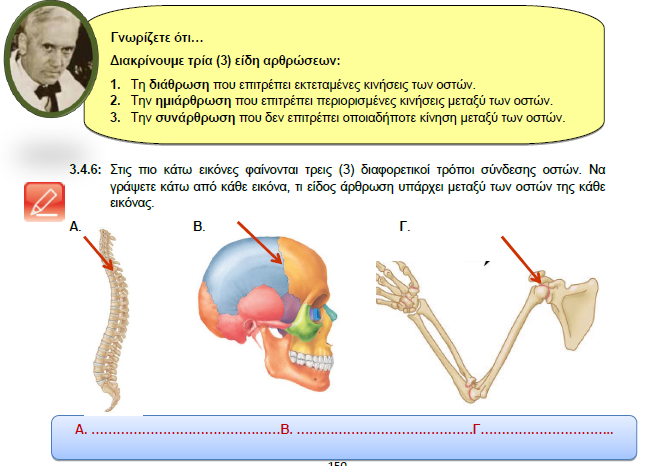 Γνωρίζετε ότι…
Διακρίνουμε τρία (3) είδη αρθρώσεων:
1. Τη διάθρωση που επιτρέπει εκτεταμένες κινήσεις των οστών.
2. Την ημιάρθρωση που επιτρέπει περιορισμένες κινήσεις μεταξύ των οστών.
3. Την συνάρθρωση που δεν επιτρέπει οποιαδήποτε κίνηση μεταξύ των οστών.
3.4.6: Στις πιο κάτω εικόνες φαίνονται τρεις (3) διαφορετικοί τρόποι σύνδεσης οστών. Να
γράψετε κάτω από κάθε εικόνα, τι είδος άρθρωση υπάρχει μεταξύ των οστών της κάθε
εικόνας.
Α. Β. Γ.
Α. ……………………………………..Β. …………………………………..Γ…………………………..